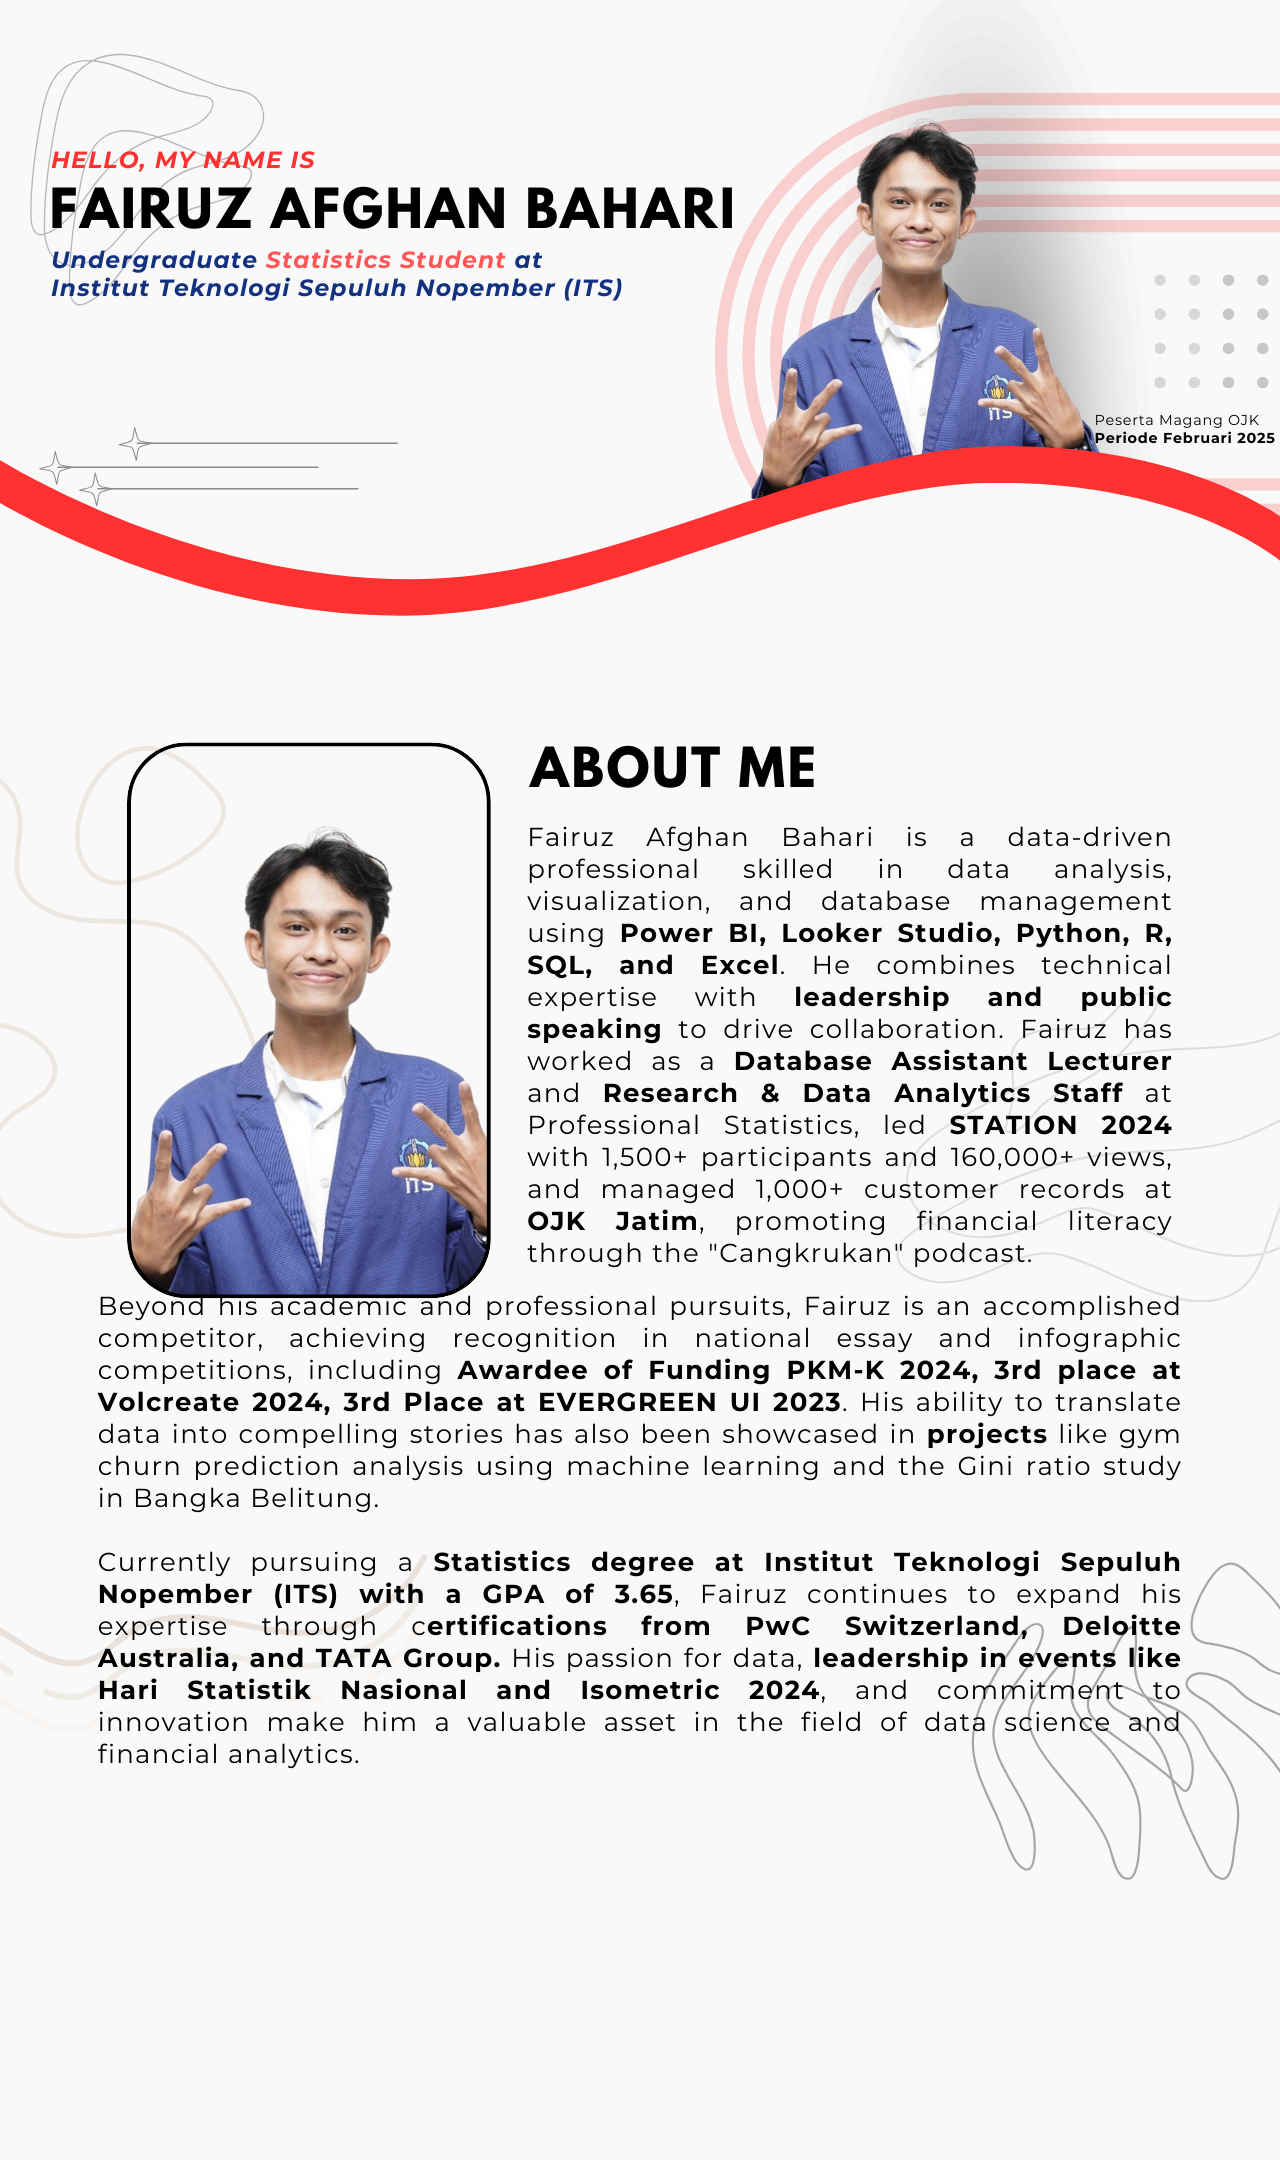 HELLO, MY NAME IS
FAIRUZ AFGHAN BAHARI
Undergraduate Statistics Student at
Institut Teknologi Sepuluh Nopember (ITS)
ITS
Peserta Magang OJK
Periode Februari 2025
ABOUT ME
Fairuz Afghan Bahari is a data-driven
professional skilled in data analysis,
visualization, and database management
using Power BI, Looker Studio, Python, R,
SQL, and Excel. He combines technical
expertise with leadership and public
speaking to drive collaboration. Fairuz has
worked as a Database Assistant Lecturer
and Research & Data Analytics Staff at
Professional Statistics, led STATION 2024
with 1,500+ participants and 160,000+ views,
and managed 1,000+ customer records at
OJK Jatim, promoting financial literacy
through the "Cangkrukan" podcast.
ITS
Beyond his academic and professional pursuits, Fairuz is an accomplished
competitor, achieving recognition in national essay and infographic
competitions, including Awardee of Funding PKM-K 2024, 3rd place at
Volcreate 2024, 3rd Place at EVERGREEN UI 2023. His ability to translate
data into compelling stories has also been showcased in projects like gym
churn prediction analysis using machine learning and the Gini ratio study
in Bangka Belitung.
Currently pursuing a Statistics degree at Institut Teknologi Sepuluh
Nopember (ITS) with a GPA of 3.65, Fairuz continues to expand his
expertise through certifications from PwC Switzerland, Deloitte
Australia, and TATA Group. His passion for data, leadership in events like
Hari Statistik Nasional and Isometric 2024, and commitment to
innovation make him a valuable asset in the field of data science and
financial analytics.